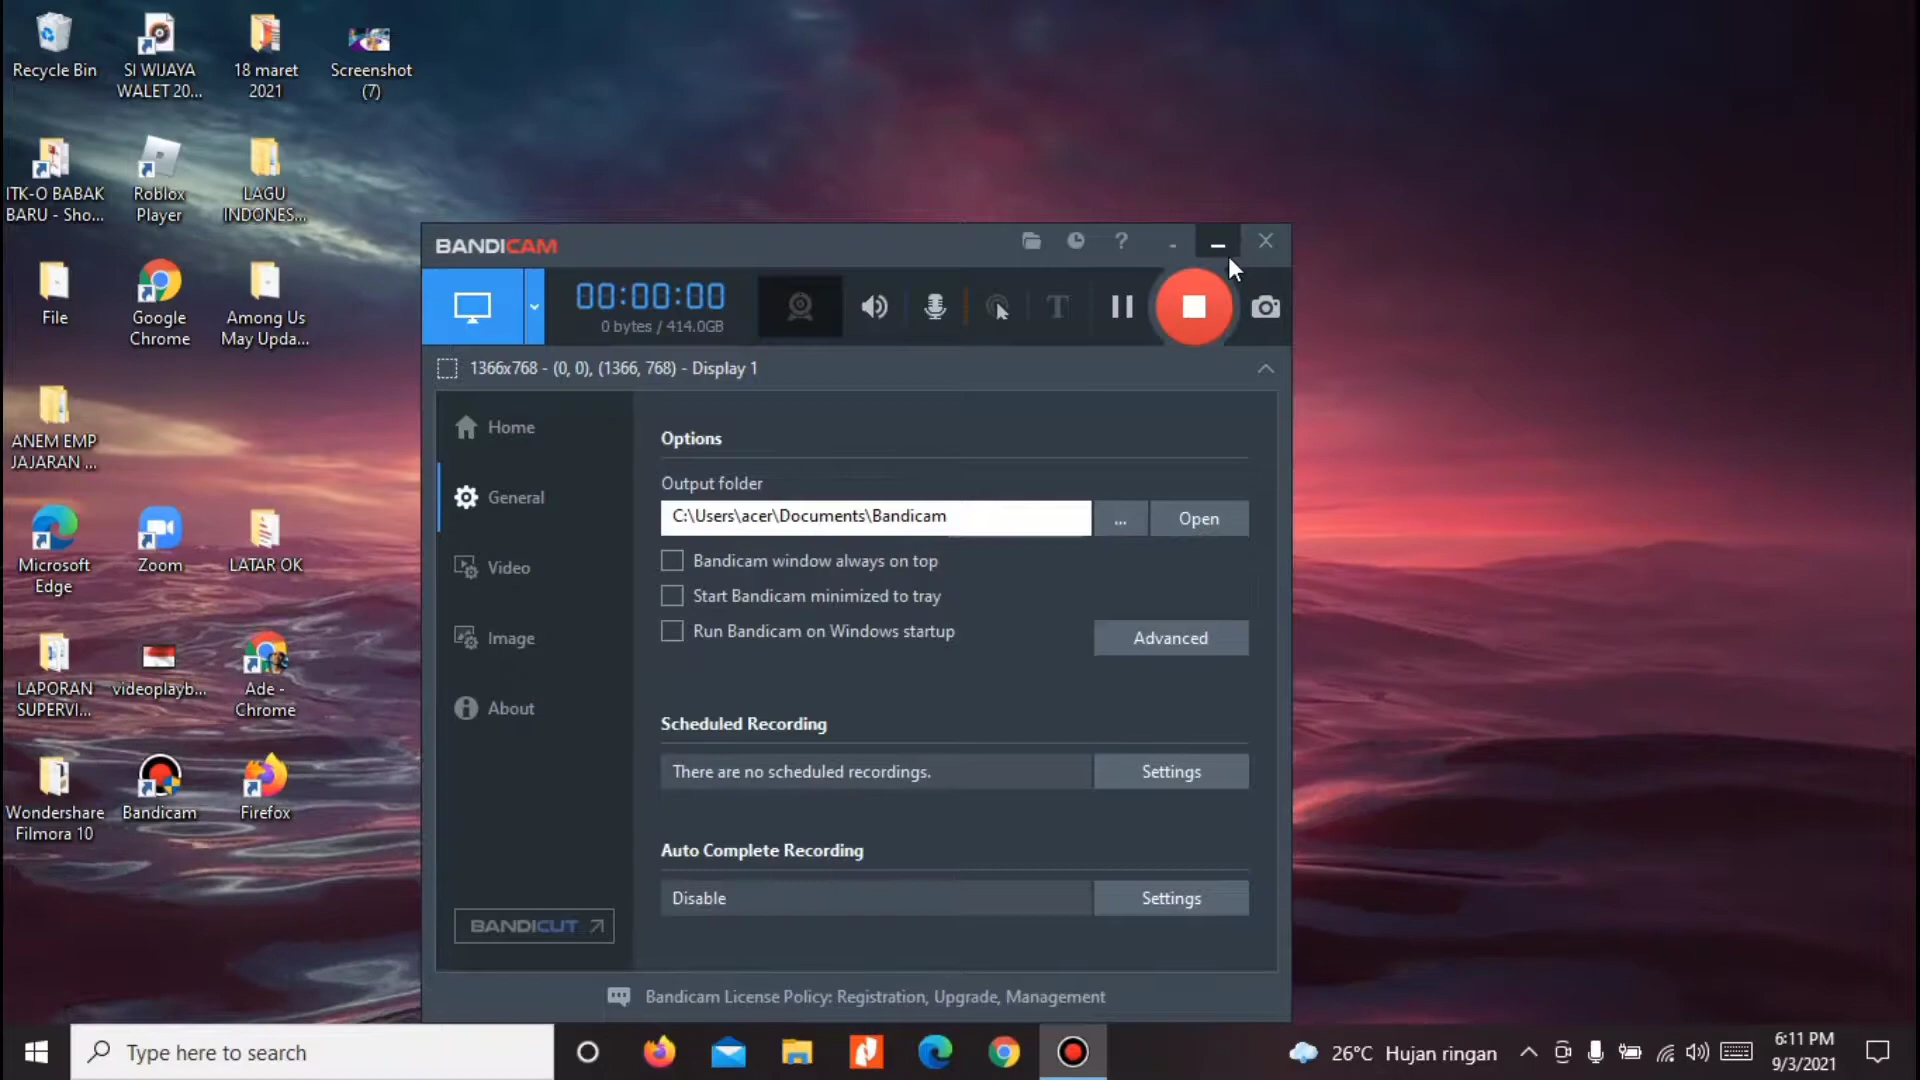 Recycle Bin
SI WIJAYA
WALET 20...
18 maret
2021
Screenshot
(7)
ITK-O BABAK
BARU - Sho...
Roblox
Player
LAGU
INDONES...
File
Google
Chrome
Among Us
May Upda...
ANEM EMP
JAJARAN ...
Microsoft
Edge
Zoom
LATAR OK
LAPORAN
SUPERVI...
videoplayb...
Ade -
Chrome
Wondershare
Filmora 10
Bandicam
Firefox
BANDICAM
?
00:00:00
0 bytes / 414.0GB
T
1366x768 - (0, 0), (1366, 768) - Display 1
Home
General
Video
Image
About
BANDICUT
Options
Output folder
C:\Users\acer\Documents\Bandicam
...
Open
Bandicam window always on top
Start Bandicam minimized to tray
Run Bandicam on Windows startup
Advanced
Scheduled Recording
There are no scheduled recordings.
Settings
Auto Complete Recording
Disable
Settings
Bandicam License Policy: Registration, Upgrade, Management
Type here to search
26°C Hujan ringan
6:11 PM
9/3/2021